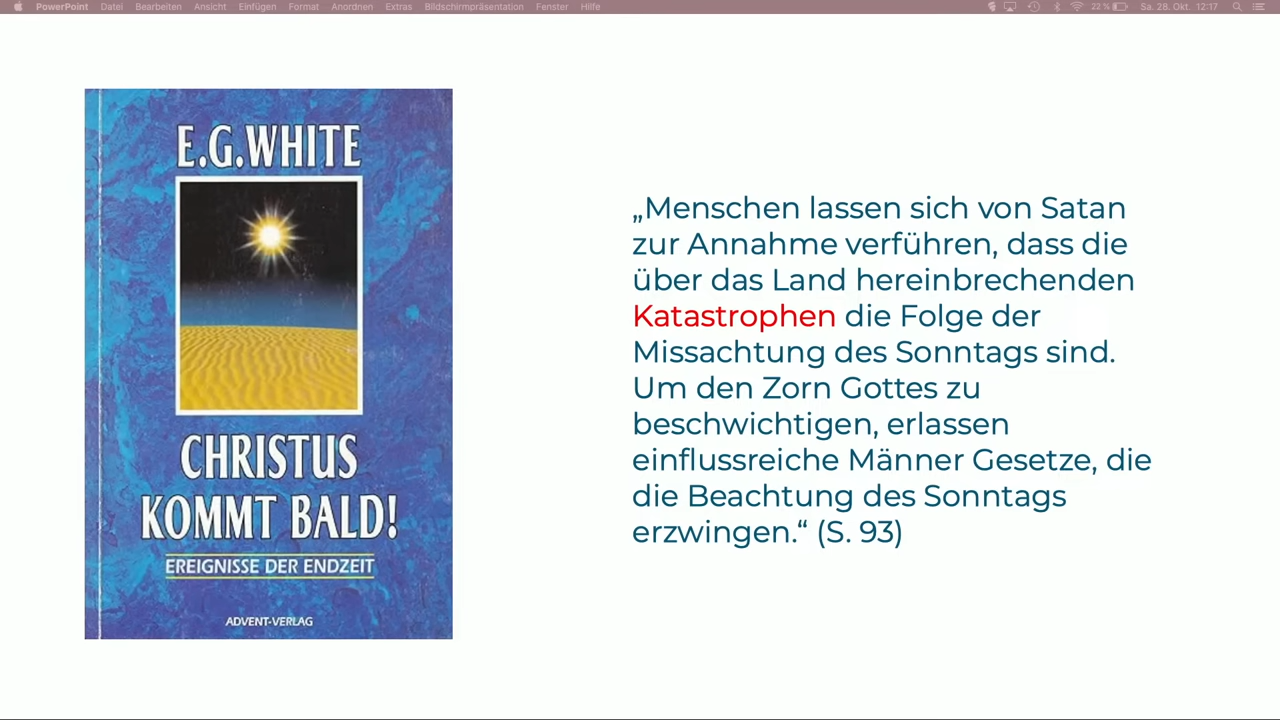 PowerPoint Datei Bearbeiten Ansicht Einfügen Format Anordnen Extras Bildschirmpräsentation Fenster Hilfe 22 % Sa. 28. Okt. 12:17
E.G.WHITE
CHRISTUS
KOMMT BALD!
EREIGNISSE DER ENDZEIT
ADVENT-VERLAG
„Menschen lassen sich von Satan
zur Annahme verführen, dass die
über das Land hereinbrechenden
Katastrophen die Folge der
Missachtung des Sonntags sind.
Um den Zorn Gottes zu
beschwichtigen, erlassen
einflussreiche Männer Gesetze, die
die Beachtung des Sonntags
erzwingen.“ (S. 93)